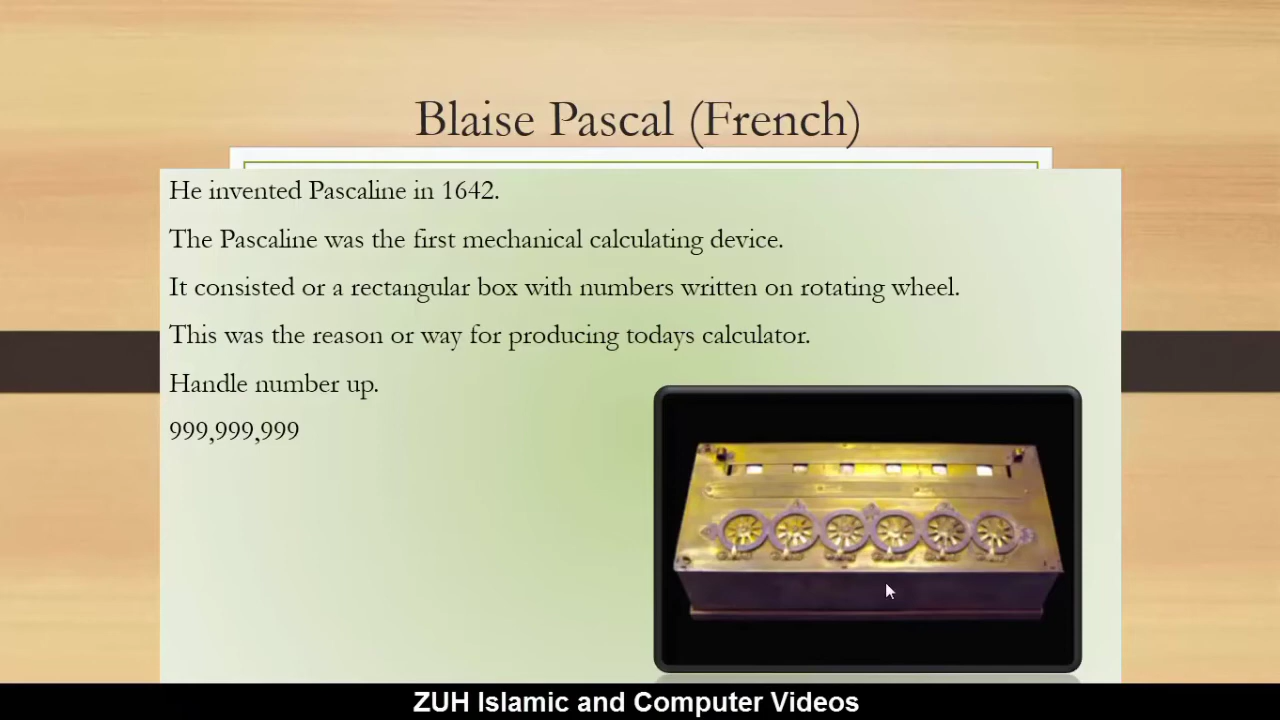 Blaise Pascal (French)
He invented Pascaline in 1642.
The Pascaline was the first mechanical calculating device.
It consisted or a rectangular box with numbers written on rotating wheel.
This was the reason or way for producing todays calculator.
Handle number up.
999,999,999
ZUH Islamic and Computer Videos